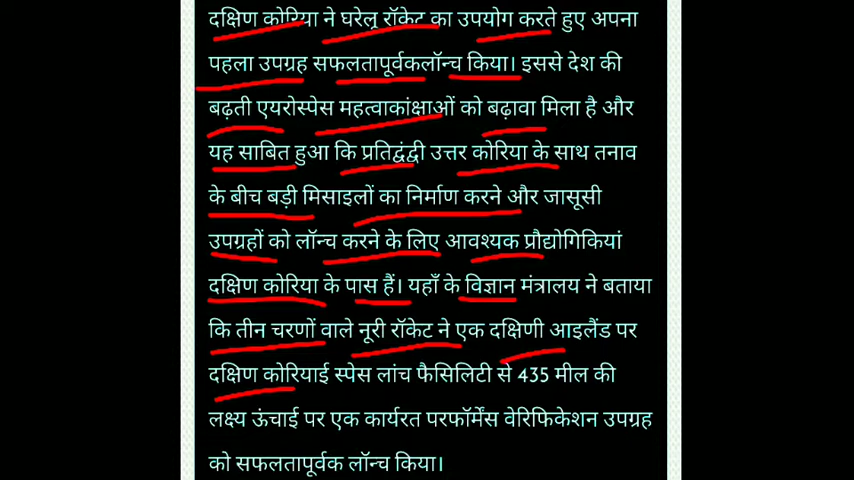 दक्षिण कोरिया ने घरेलू रॉकेट का उपयोग करते हुए अपना
पहला उपग्रह सफलतापूर्वकलॉन्च किया। इससे देश की
बढ़ती एयरोस्पेस महत्वाकांक्षाओं को बढ़ावा मिला है और
यह साबित हुआ कि प्रतिद्वंद्वी उत्तर कोरिया के साथ तनाव
के बीच बड़ी मिसाइलों का निर्माण करने और जासूसी
उपग्रहों को लॉन्च करने के लिए आवश्यक प्रौद्योगिकियां
दक्षिण कोरिया के पास हैं। यहाँ के विज्ञान मंत्रालय ने बताया
कि तीन चरणों वाले नूरी रॉकेट ने एक दक्षिणी आइलैंड पर
दक्षिण कोरियाई स्पेस लांच फैसिलिटी से 435 मील की
लक्ष्य ऊंचाई पर एक कार्यरत परफॉर्मेंस वेरिफिकेशन उपग्रह
को सफलतापूर्वक लॉन्च किया।